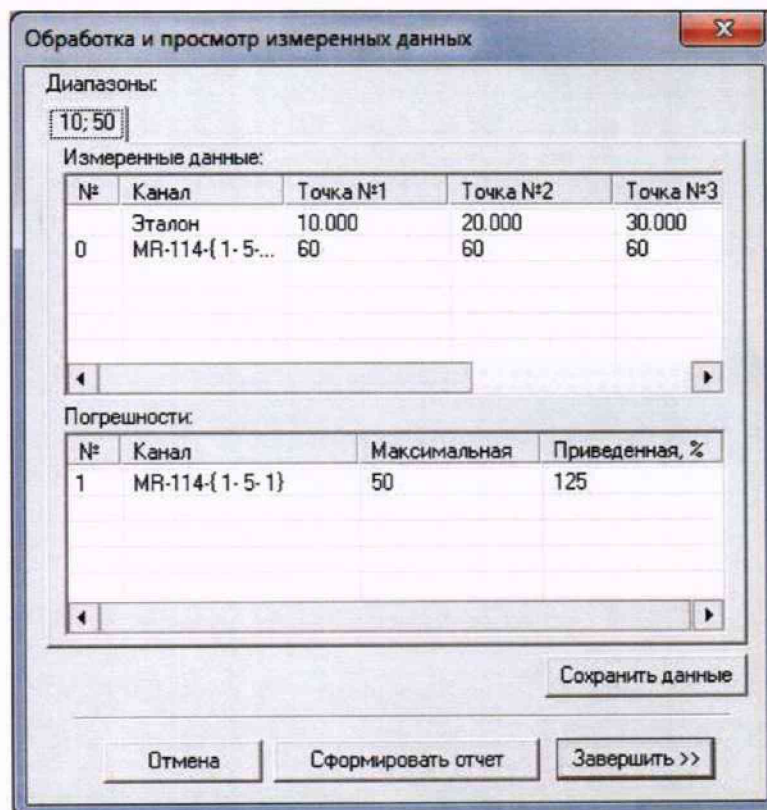 Обработка и просмотр измеренных данных
Диапазоны:
10; 50
Измеренные данные:
№ Канал Точка №1 Точка №2 Точка №3
Эталон 10.000 20.000 30.000
0 MR-114-{ 1- 5-... 60 60 60
Погрешности:
№ Канал Максимальная Приведенная, %
1 MR-114-{ 1- 5- 1} 50 125
Сохранить данные
Отмена Сформировать отчет Завершить >>